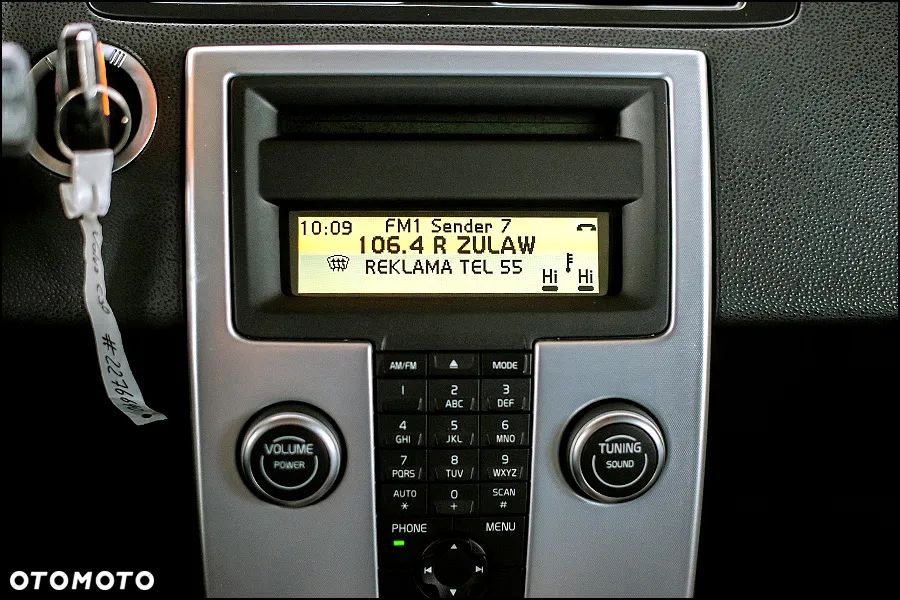 10:09 FM1 Sender 7
106.4 R ZULAW
REKLAMA TEL 55
Hi Hi
AM/FM MODE
1 2 ABC 3 DEF
4 GHI 5 JKL 6 MNO
7 PQRS 8 TUV 9 WXYZ
AUTO * 0 + SCAN #
PHONE MENU
VOLUME
POWER
TUNING
SOUND
OTOMOTO